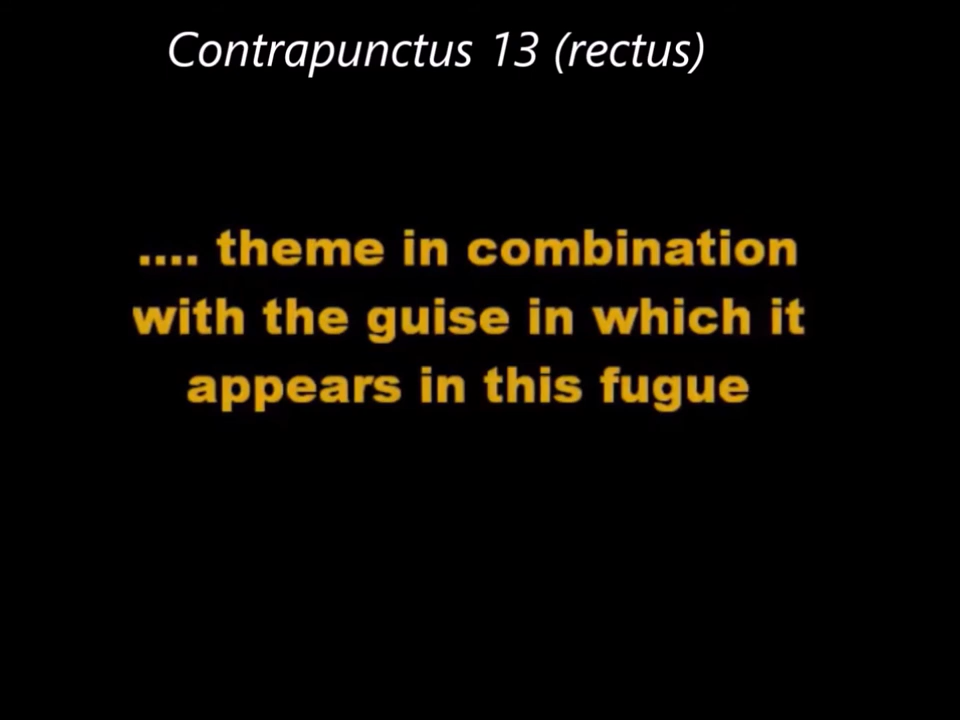 Contrapunctus 13 (rectus)
.... theme in combination
with the guise in which it
appears in this fugue